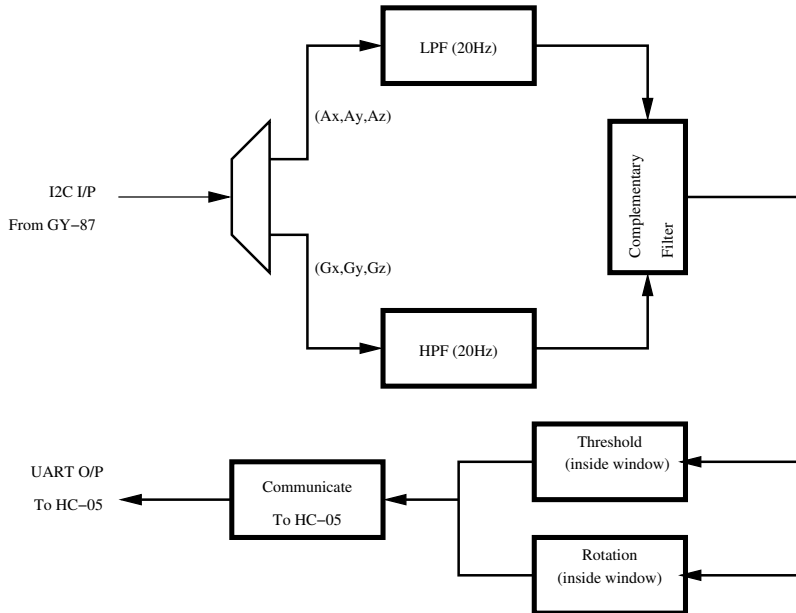 LPF (20Hz)
(Ax,Ay,Az)
I2C I/P
From GY−87
Complementary
Filter
(Gx,Gy,Gz)
HPF (20Hz)
Threshold
(inside window)
UART O/P
To HC−05
Communicate
To HC−05
Rotation
(inside window)